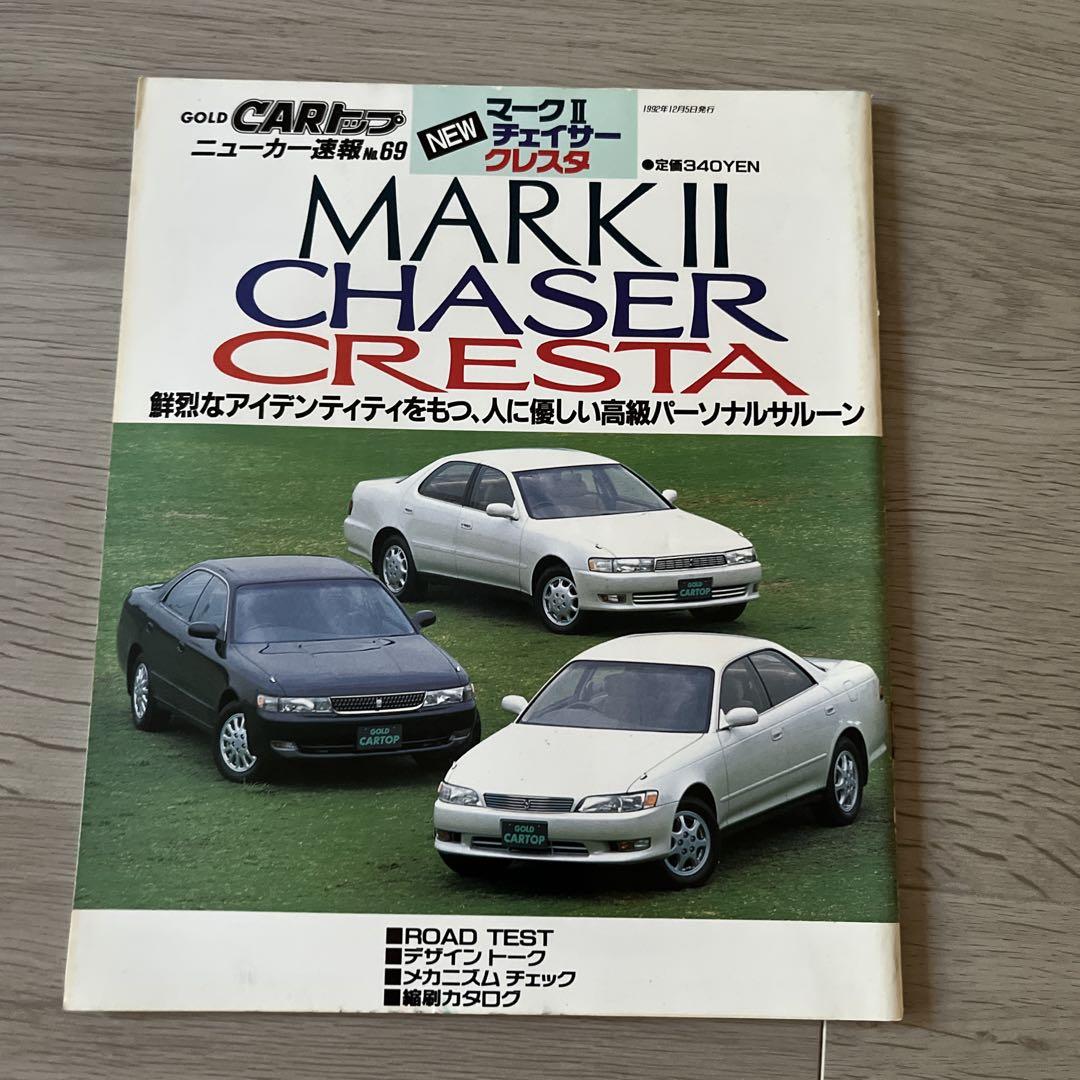 GOLD CARトップ
ニューカー速報No.69
NEW
マークⅡ
チェイサー
クレスタ
1992年12月5日発行
●定価340YEN
MARKⅡ
CHASER
CRESTA
鮮烈なアイデンティティをもつ、人に優しい高級パーソナルサルーン
GOLD
CARTOP
GOLD
CARTOP
GOLD
CARTOP
■ROAD TEST
■デザイントーク
■メカニズムチェック
■縮刷カタログ